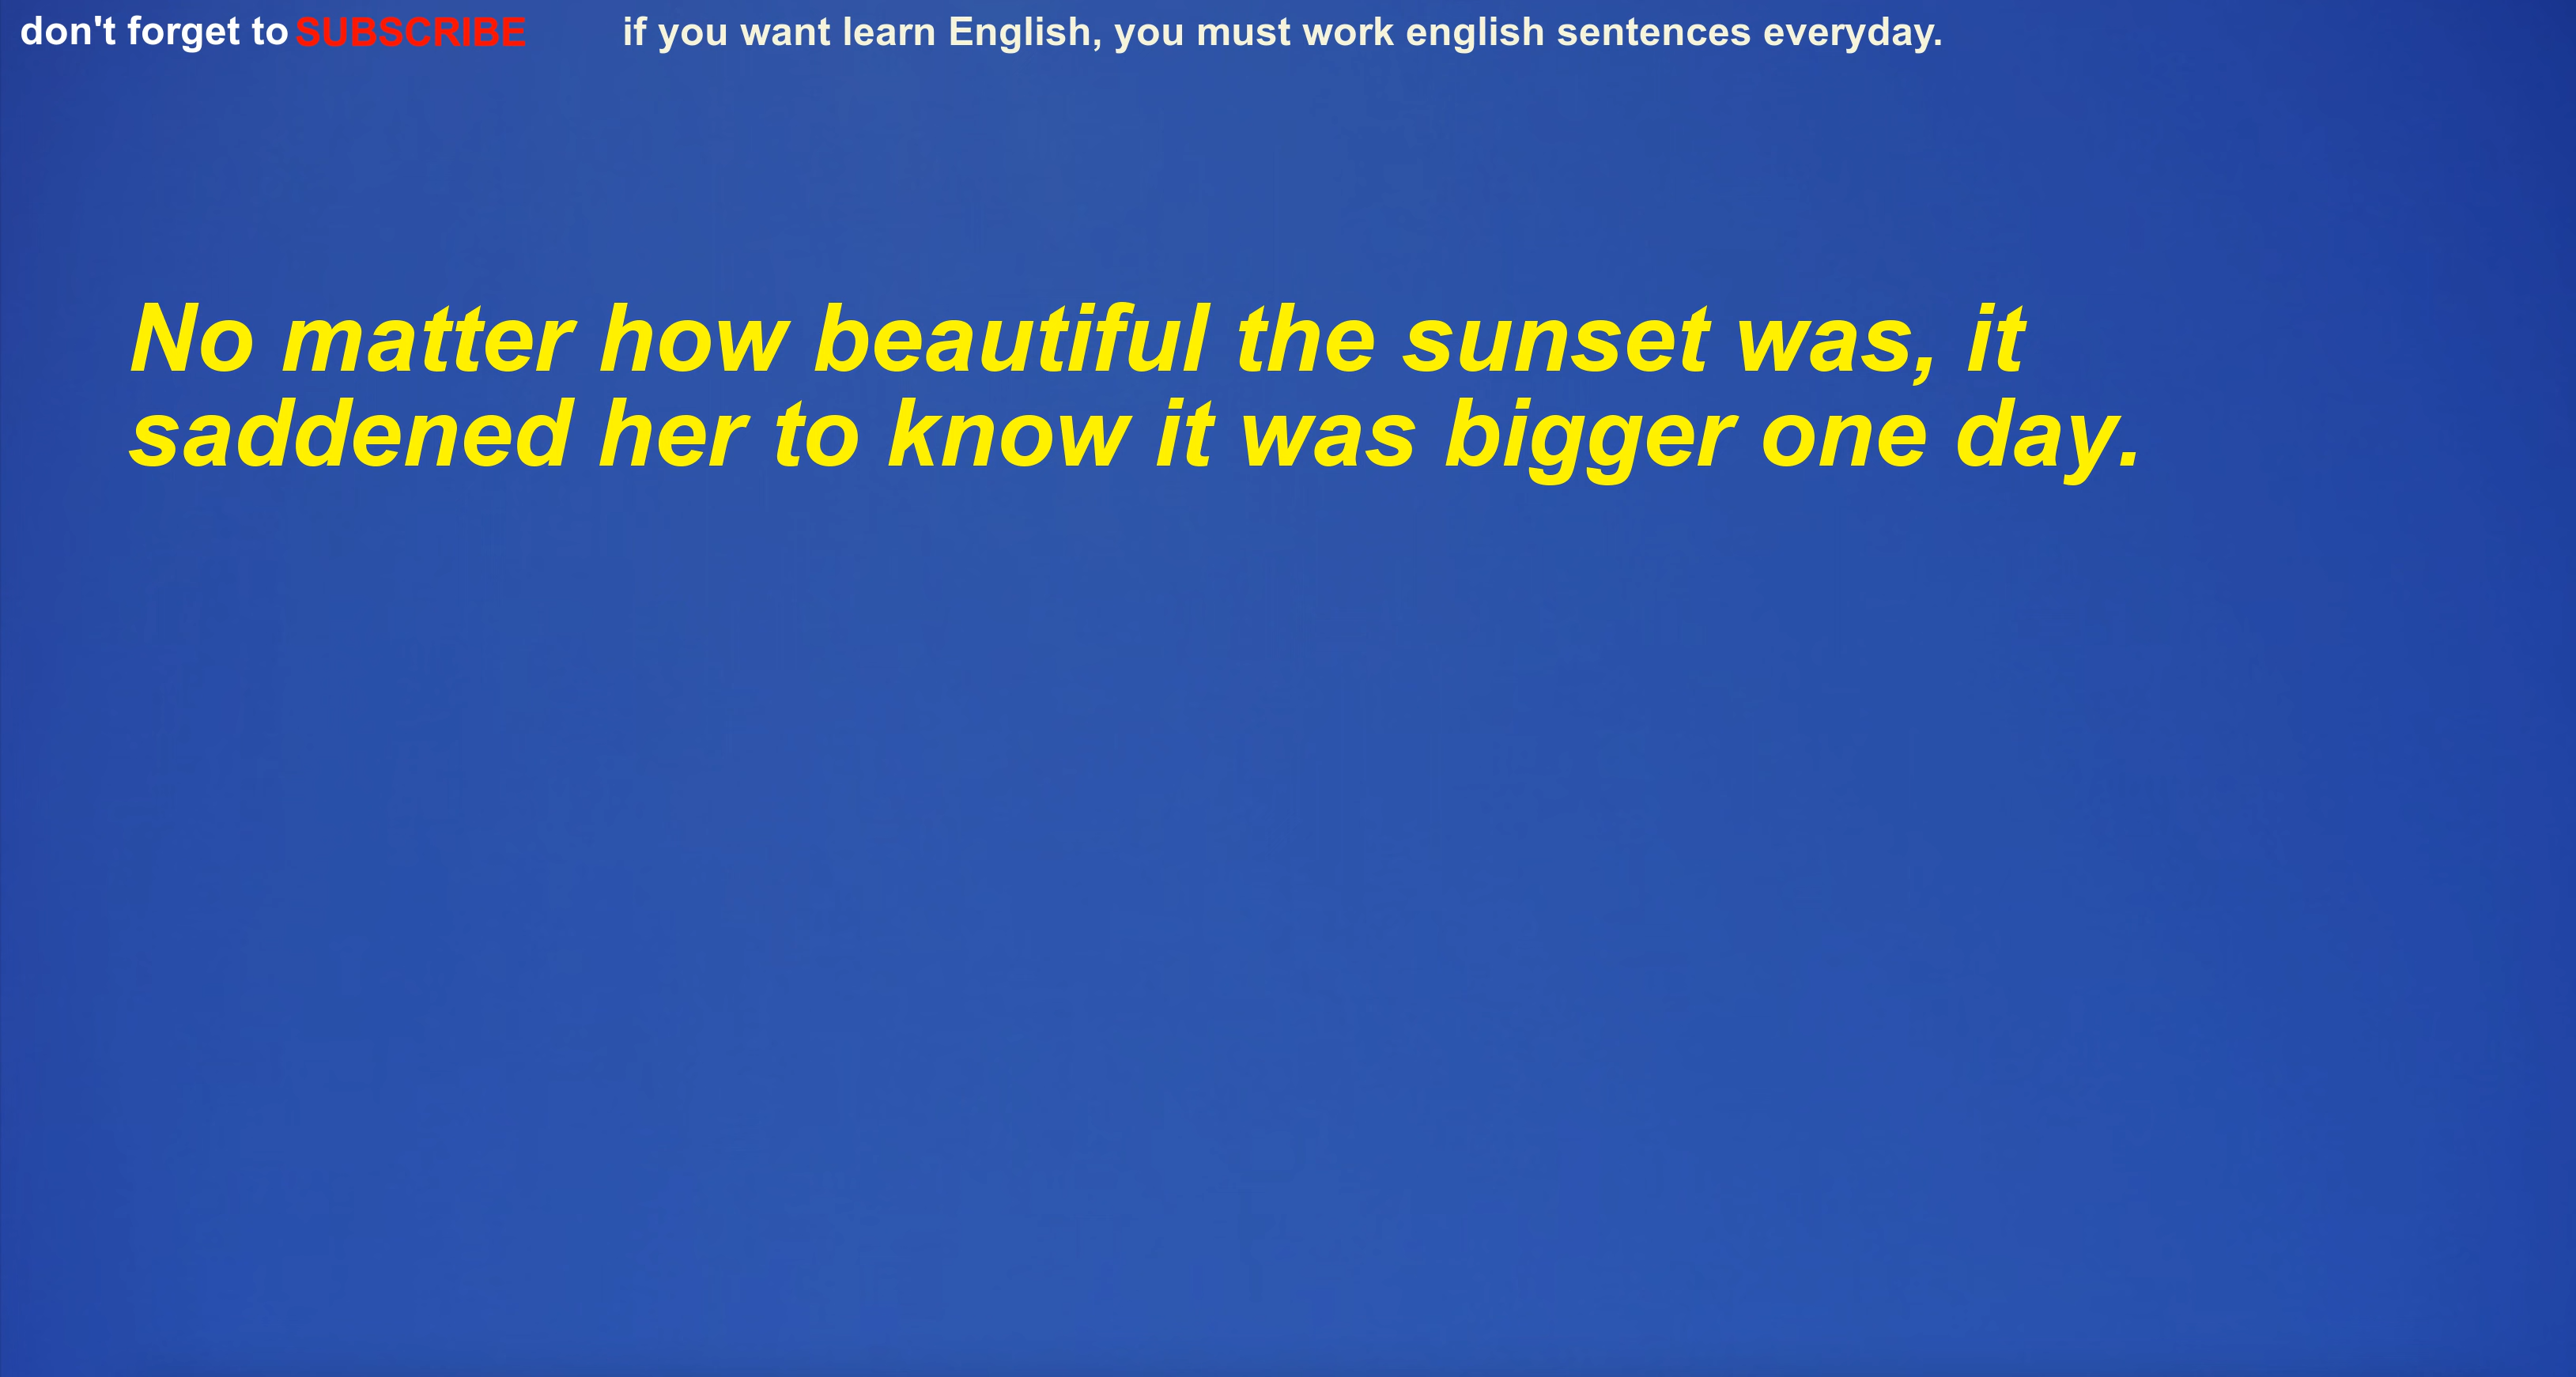 don't forget to SUBSCRIBE if you want learn English, you must work english sentences everyday.
No matter how beautiful the sunset was, it
saddened her to know it was bigger one day.